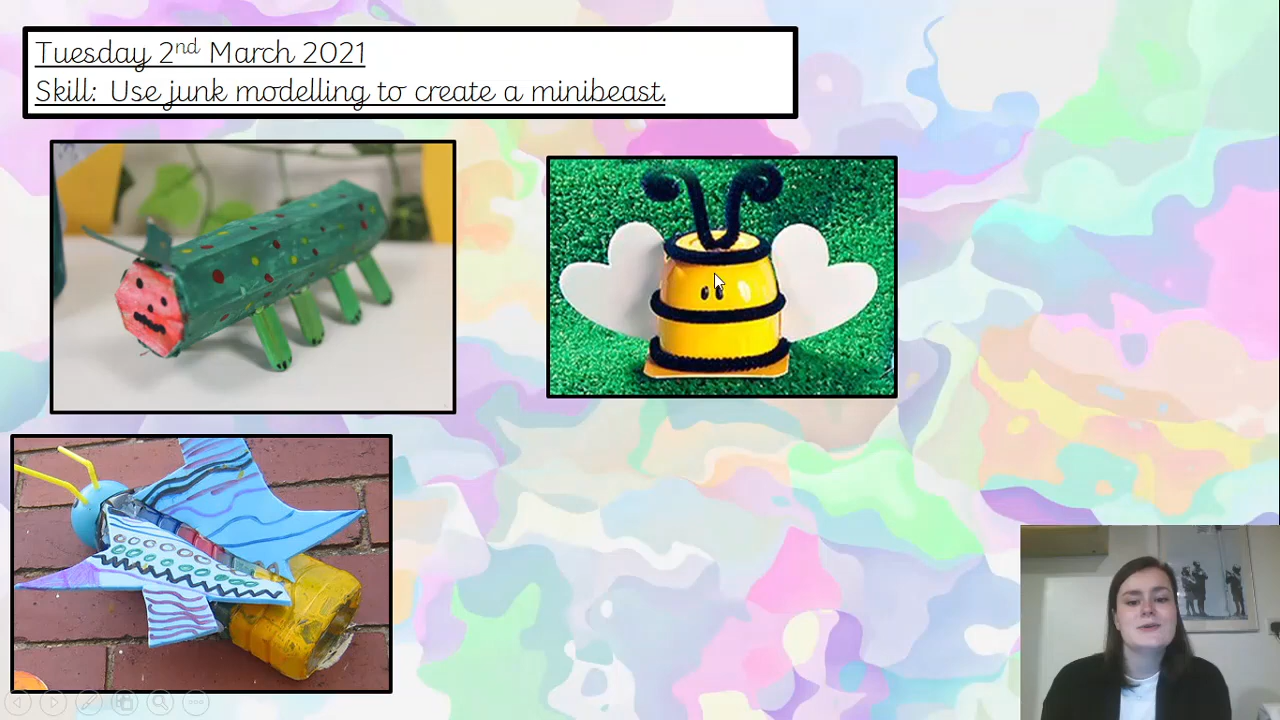 Tuesday 2nd March 2021
Skill: Use junk modelling to create a minibeast.